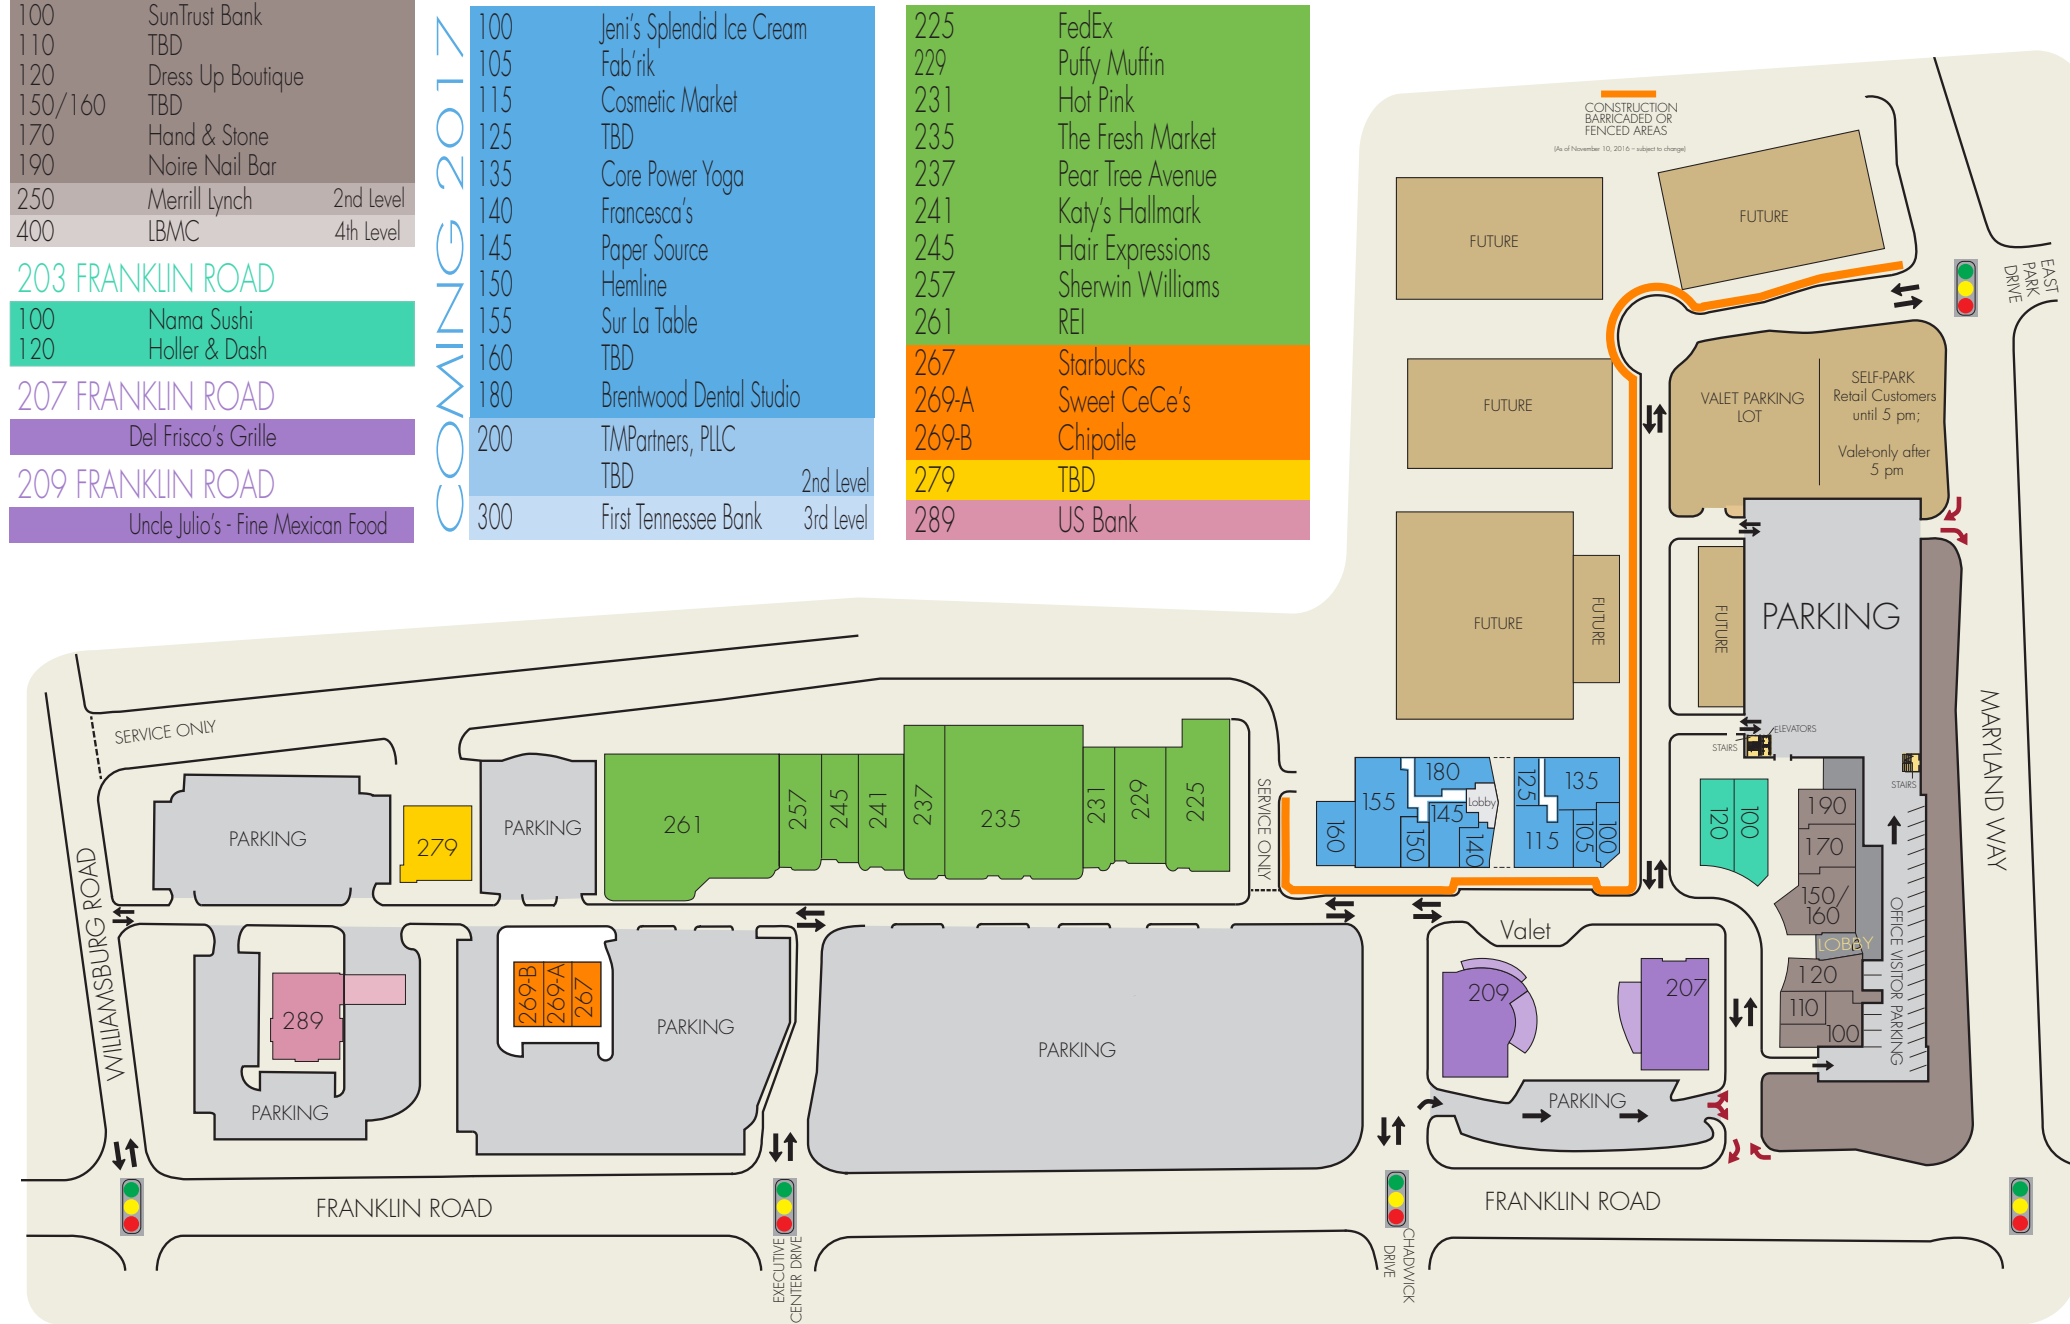 100 SunTrust Bank
110 TBD
120 Dress Up Boutique
150/160 TBD
170 Hand & Stone
190 Noire Nail Bar
250 Merrill Lynch 2nd Level
400 LBMC 4th Level
203 FRANKLIN ROAD
100 Nama Sushi
120 Holler & Dash
207 FRANKLIN ROAD
Del Frisco's Grille
209 FRANKLIN ROAD
Uncle Julio's - Fine Mexican Food
COMING 2017
100 Jeni's Splendid Ice Cream
105 Fab'rik
115 Cosmetic Market
125 TBD
135 Core Power Yoga
140 Francesca's
145 Paper Source
150 Hemline
155 Sur La Table
160 TBD
180 Brentwood Dental Studio
200 TMPartners, PLLC
TBD 2nd Level
300 First Tennessee Bank 3rd Level
225 FedEx
229 Puffy Muffin
231 Hot Pink
235 The Fresh Market
237 Pear Tree Avenue
241 Katy's Hallmark
245 Hair Expressions
257 Sherwin Williams
261 REI
267 Starbucks
269-A Sweet CeCe's
269-B Chipotle
279 TBD
289 US Bank
CONSTRUCTION
BARRICADED OR
FENCED AREAS
(As of November 10, 2016 – subject to change)
FUTURE
FUTURE
EAST
PARK
DRIVE
FUTURE
VALET PARKING
LOT
SELF-PARK
Retail Customers
until 5 pm;
Valet-only after
5 pm
FUTURE
FUTURE
FUTURE
PARKING
ELEVATORS
STAIRS
STAIRS
MARYLAND WAY
SERVICE ONLY
PARKING
279
PARKING
261
257
245
241
237
235
231
229
225
SERVICE ONLY
160
155
180
Lobby
145
150
140
125
135
115
105
100
120
100
190
170
150/
160
LOBBY
120
110
100
OFFICE VISITOR PARKING
WILLIAMSBURG ROAD
289
PARKING
269-B
269-A
267
PARKING
PARKING
Valet
209
207
PARKING
FRANKLIN ROAD
FRANKLIN ROAD
EXECUTIVE
CENTER DRIVE
CHADWICK
DRIVE